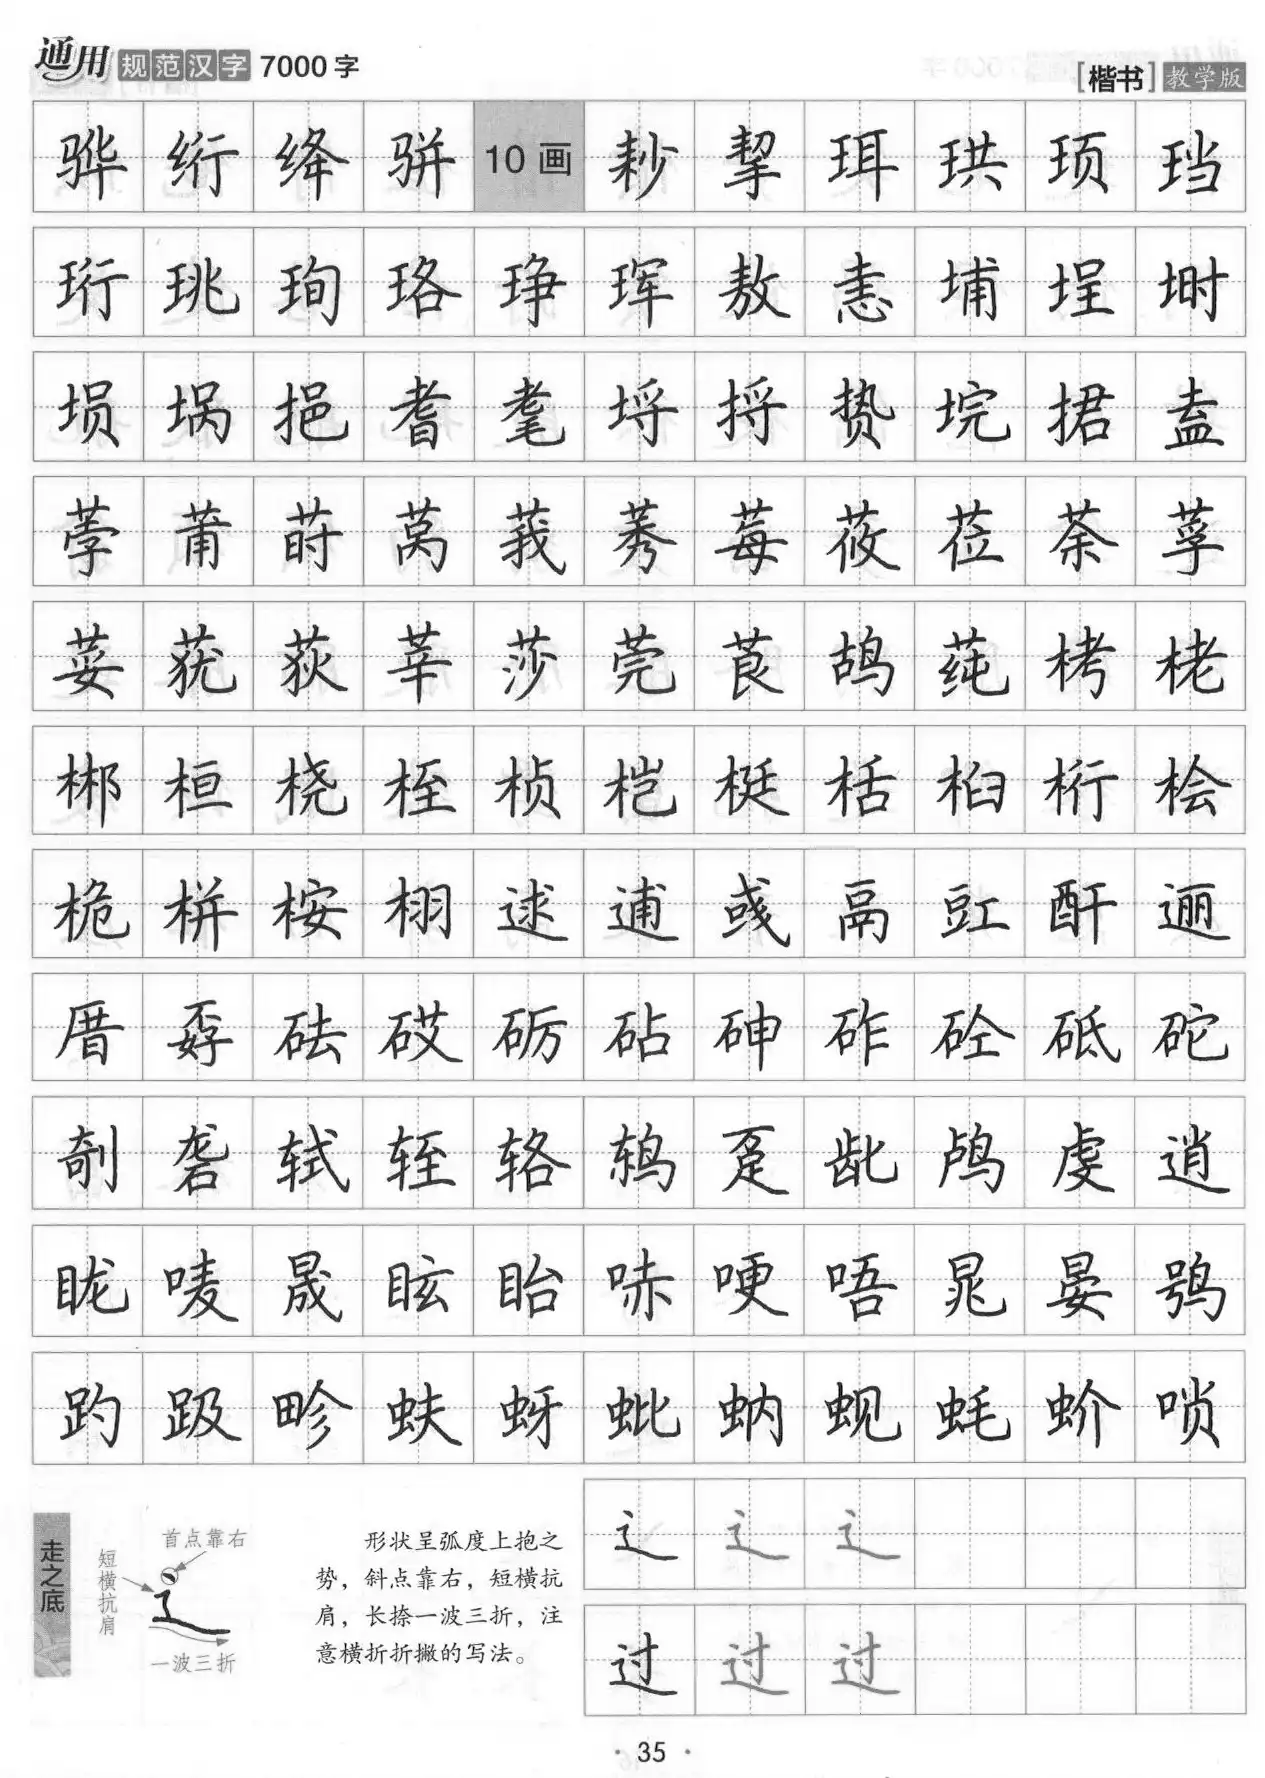 通用规范汉字7000字 [楷书]教学版
骅 绗 绛 骈 10画 耖 挈 珥 珙 顼 珰
珩 珧 珣 珞 琤 珲 敖 恚 埔 埕 埘
埙 埚 挹 耆 耄 埒 捋 贽 垸 捃 盍
荸 莆 莳 莴 莪 莠 莓 莜 莅 荼 莩
荽 莸 荻 莘 莎 莞 莨 鸪 莼 栲 栳
郴 桓 桡 桎 桢 桤 梃 栝 桕 桁 桧
桅 栟 桉 栩 逑 逋 彧 鬲 豇 酐 逦
厝 孬 砝 砹 砺 砧 砷 砟 砼 砥 砣
剞 砻 轼 轾 辂 鸫 趸 龀 鸬 虔 逍
眬 唛 晟 眩 眙 哧 哽 唔 晁 晏 鸮
趵 趿 畛 蚨 蚜 蚍 蚋 蚬 蚝 蚧 唢
走之底
首点靠右
短横抗肩
一波三折
形状呈弧度上抱之
势，斜点靠右，短横抗
肩，长捺一波三折，注
意横折折撇的写法。
辶 辶 辶
过 过 过
· 35 ·